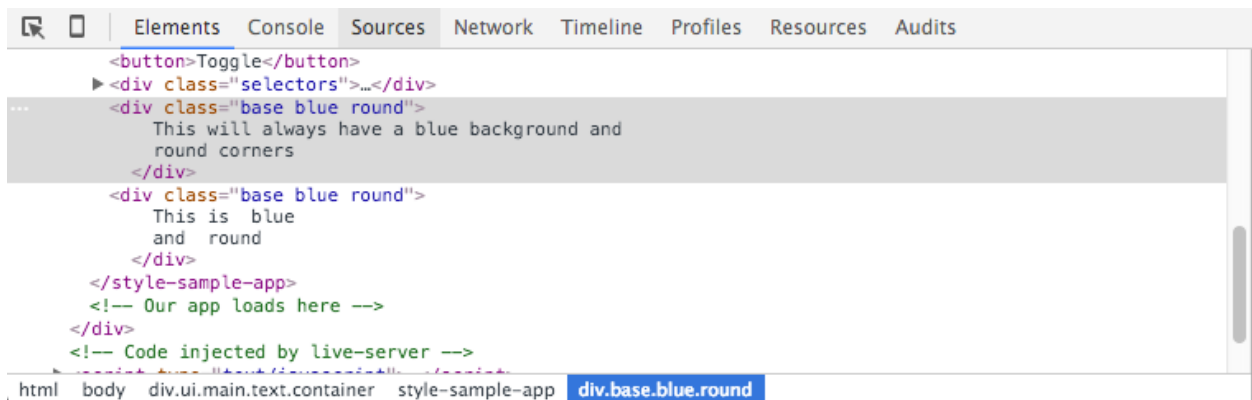 Elements Console Sources Network Timeline Profiles Resources Audits
<button>Toggle</button>
▶<div class="selectors">…</div>
... <div class="base blue round">
This will always have a blue background and
round corners
</div>
<div class="base blue round">
This is  blue
and  round
</div>
</style-sample-app>
<!-- Our app loads here -->
</div>
<!-- Code injected by live-server -->
html body div.ui.main.text.container style-sample-app div.base.blue.round